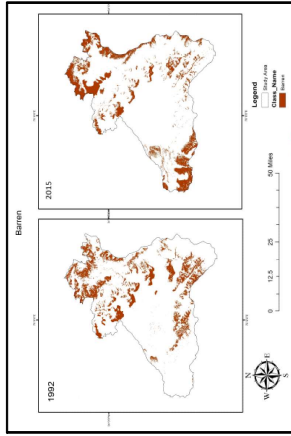 Barren
1992
2015
N
W
E
S
0
12.5
25
50 Miles
Legend
Study Area
Class_Name
Barren